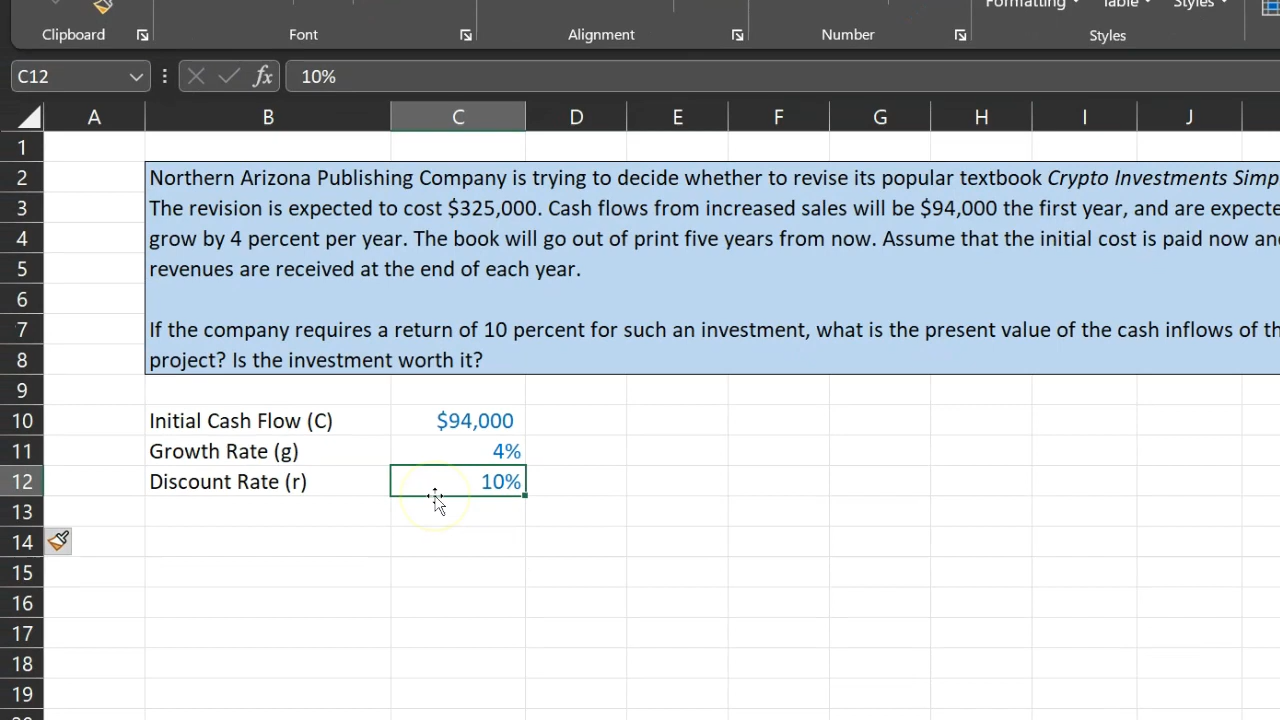 Formatting Table Styles
Clipboard Font Alignment Number Styles
C12 fx 10%
A B C D E F G H I J
1
2 Northern Arizona Publishing Company is trying to decide whether to revise its popular textbook Crypto Investments Simp
3 The revision is expected to cost $325,000. Cash flows from increased sales will be $94,000 the first year, and are expecte
4 grow by 4 percent per year. The book will go out of print five years from now. Assume that the initial cost is paid now and
5 revenues are received at the end of each year.
6
7 If the company requires a return of 10 percent for such an investment, what is the present value of the cash inflows of th
8 project? Is the investment worth it?
9
10 Initial Cash Flow (C) $94,000
11 Growth Rate (g) 4%
12 Discount Rate (r) 10%
13
14
15
16
17
18
19